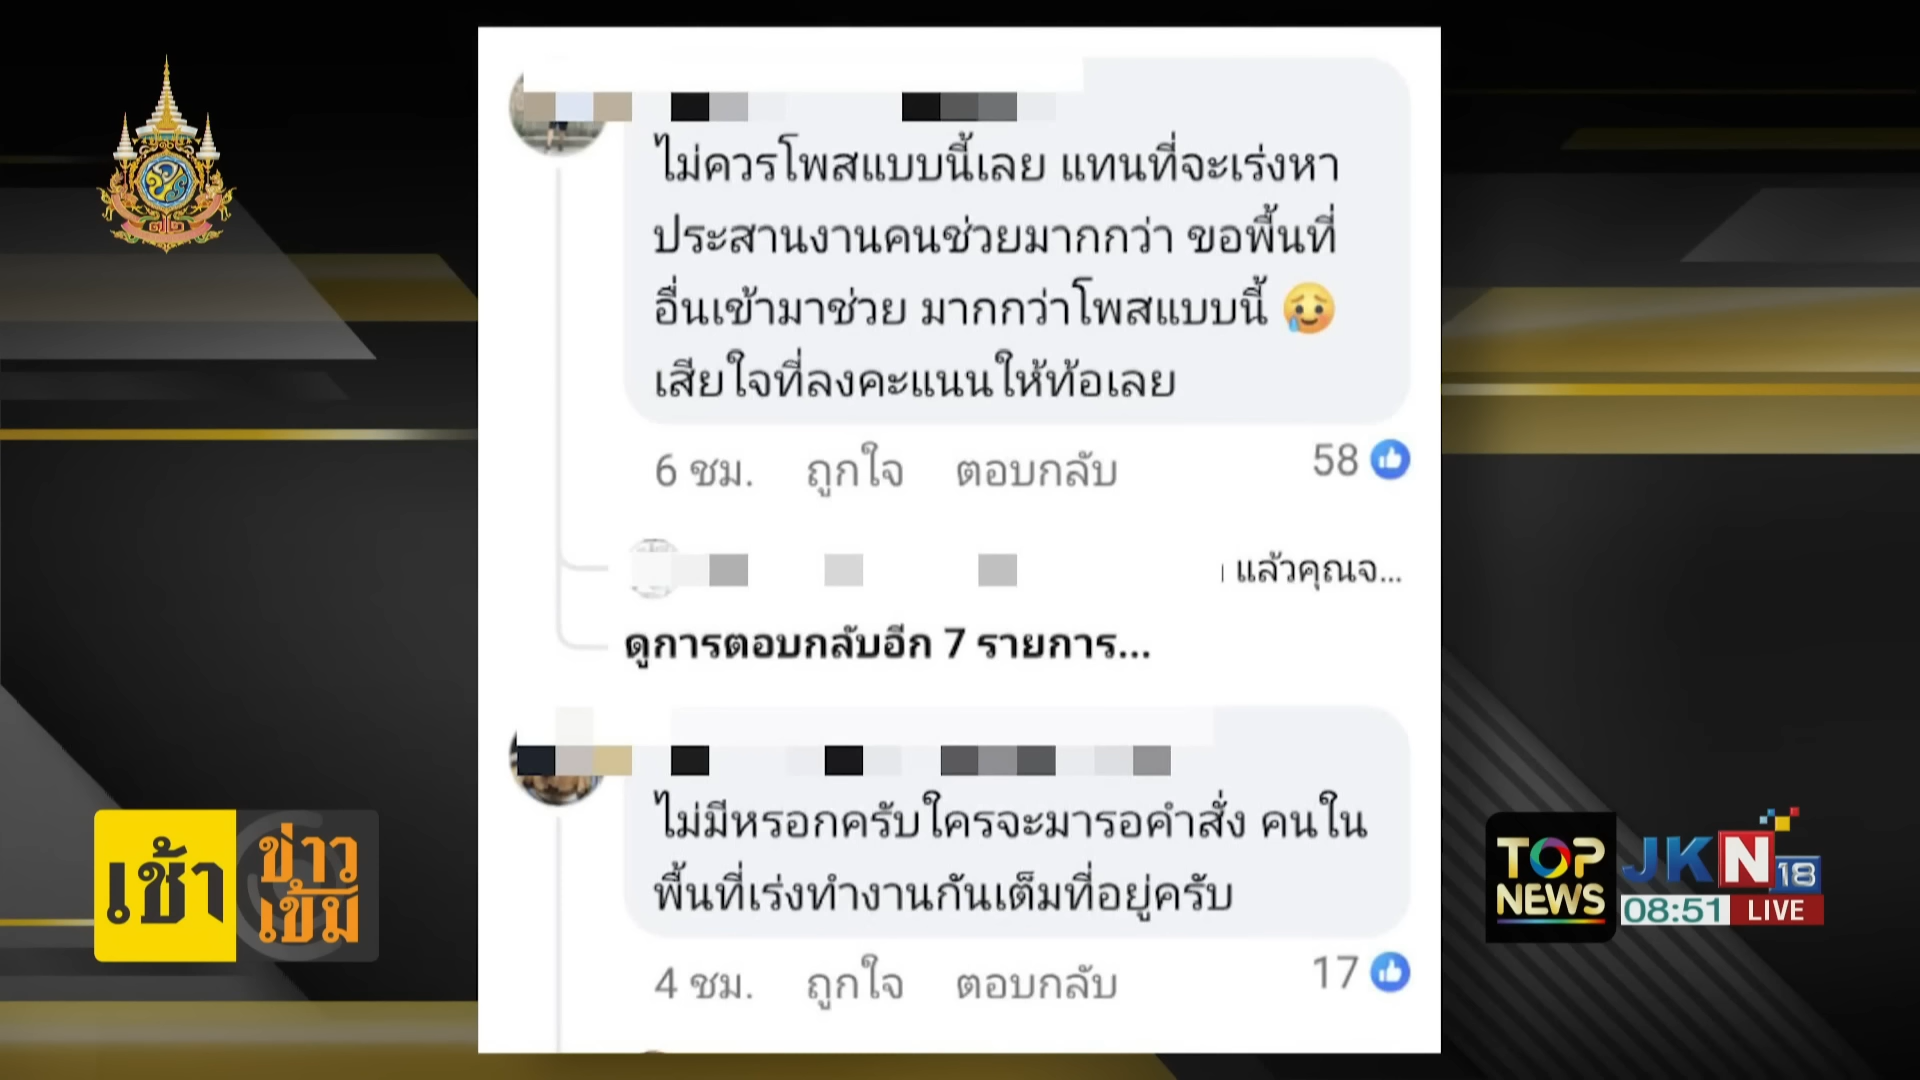 ไม่ควรโพสแบบนี้เลย แทนที่จะเร่งหา
ประสานงานคนช่วยมากกว่า ขอพื้นที่
อื่นเข้ามาช่วย มากกว่าโพสแบบนี้ 🥲
เสียใจที่ลงคะแนนให้ท้อเลย
6 ชม. ถูกใจ ตอบกลับ 58
แล้วคุณจ...
ดูการตอบกลับอีก 7 รายการ...
ไม่มีหรอกครับใครจะมารอคำสั่ง คนใน
พื้นที่เร่งทำงานกันเต็มที่อยู่ครับ
4 ชม. ถูกใจ ตอบกลับ 17
เช้า
ข่าว
เข้ม
TOP
NEWS
JKN18
08:51 LIVE